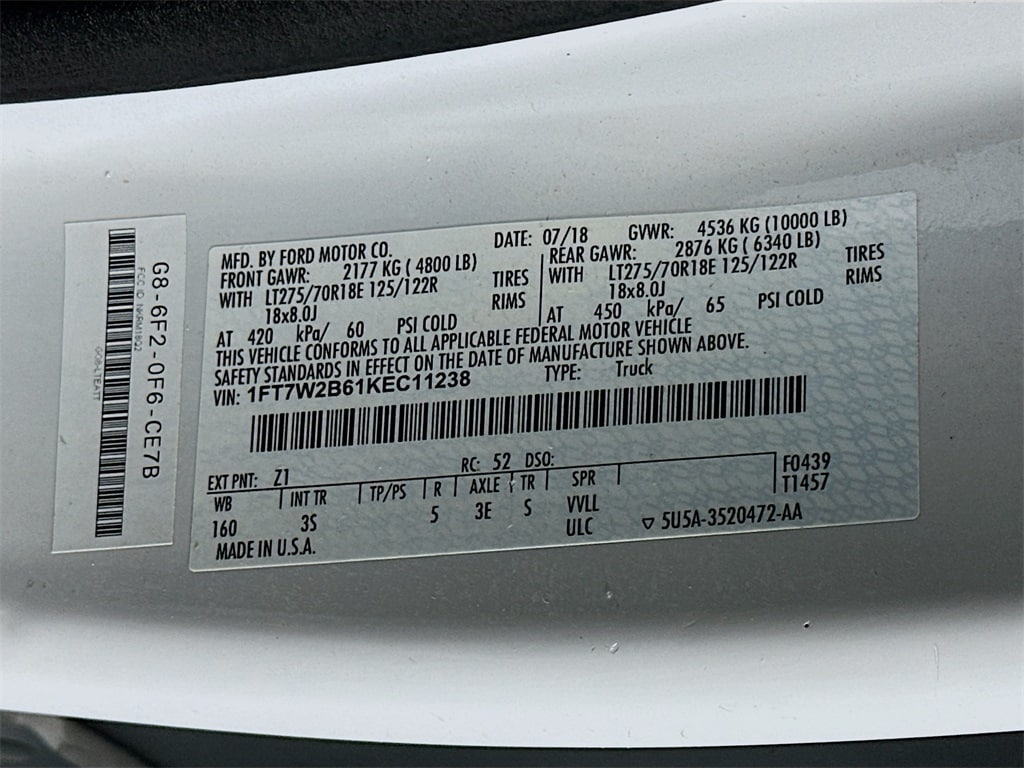 G8-6F2-0F6-CE7B
MFD. BY FORD MOTOR CO. DATE: 07/18 GVWR: 4536 KG (10000 LB)
FRONT GAWR: 2177 KG ( 4800 LB) REAR GAWR: 2876 KG ( 6340 LB)
WITH LT275/70R18E 125/122R TIRES WITH LT275/70R18E 125/122R TIRES
18x8.0J RIMS 18x8.0J RIMS
AT 420 kPa/ 60 PSI COLD AT 450 kPa/ 65 PSI COLD
THIS VEHICLE CONFORMS TO ALL APPLICABLE FEDERAL MOTOR VEHICLE
SAFETY STANDARDS IN EFFECT ON THE DATE OF MANUFACTURE SHOWN ABOVE.
VIN: 1FT7W2B61KEC11238 TYPE: Truck
EXT PNT: Z1 RC: 52 DSO: F0439
WB INT TR TP/PS R AXLE TR SPR T1457
160 3S 5 3E S VVLL
ULC ▽ 5U5A-3520472-AA
MADE IN U.S.A.